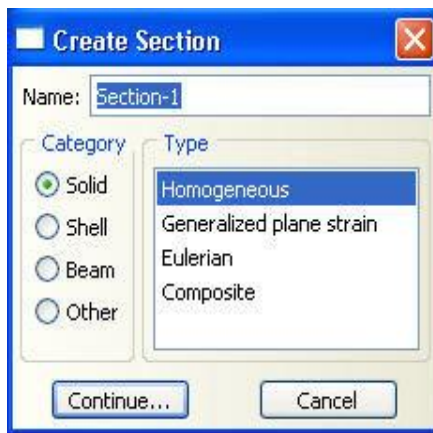 Create Section
Name: Section-1
Category
Type
Solid
Shell
Beam
Other
Homogeneous
Generalized plane strain
Eulerian
Composite
Continue... Cancel